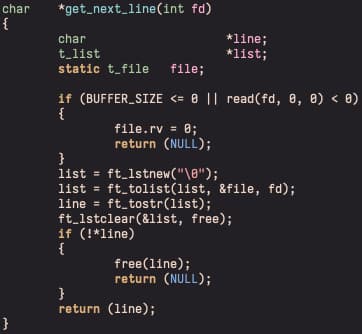 char *get_next_line(int fd)
{
char *line;
t_list *list;
static t_file file;
if (BUFFER_SIZE <= 0 || read(fd, 0, 0) < 0)
{
file.rv = 0;
return (NULL);
}
list = ft_lstnew("\0");
list = ft_tolist(list, &file, fd);
line = ft_tostr(list);
ft_lstclear(&list, free);
if (!*line)
{
free(line);
return (NULL);
}
return (line);
}